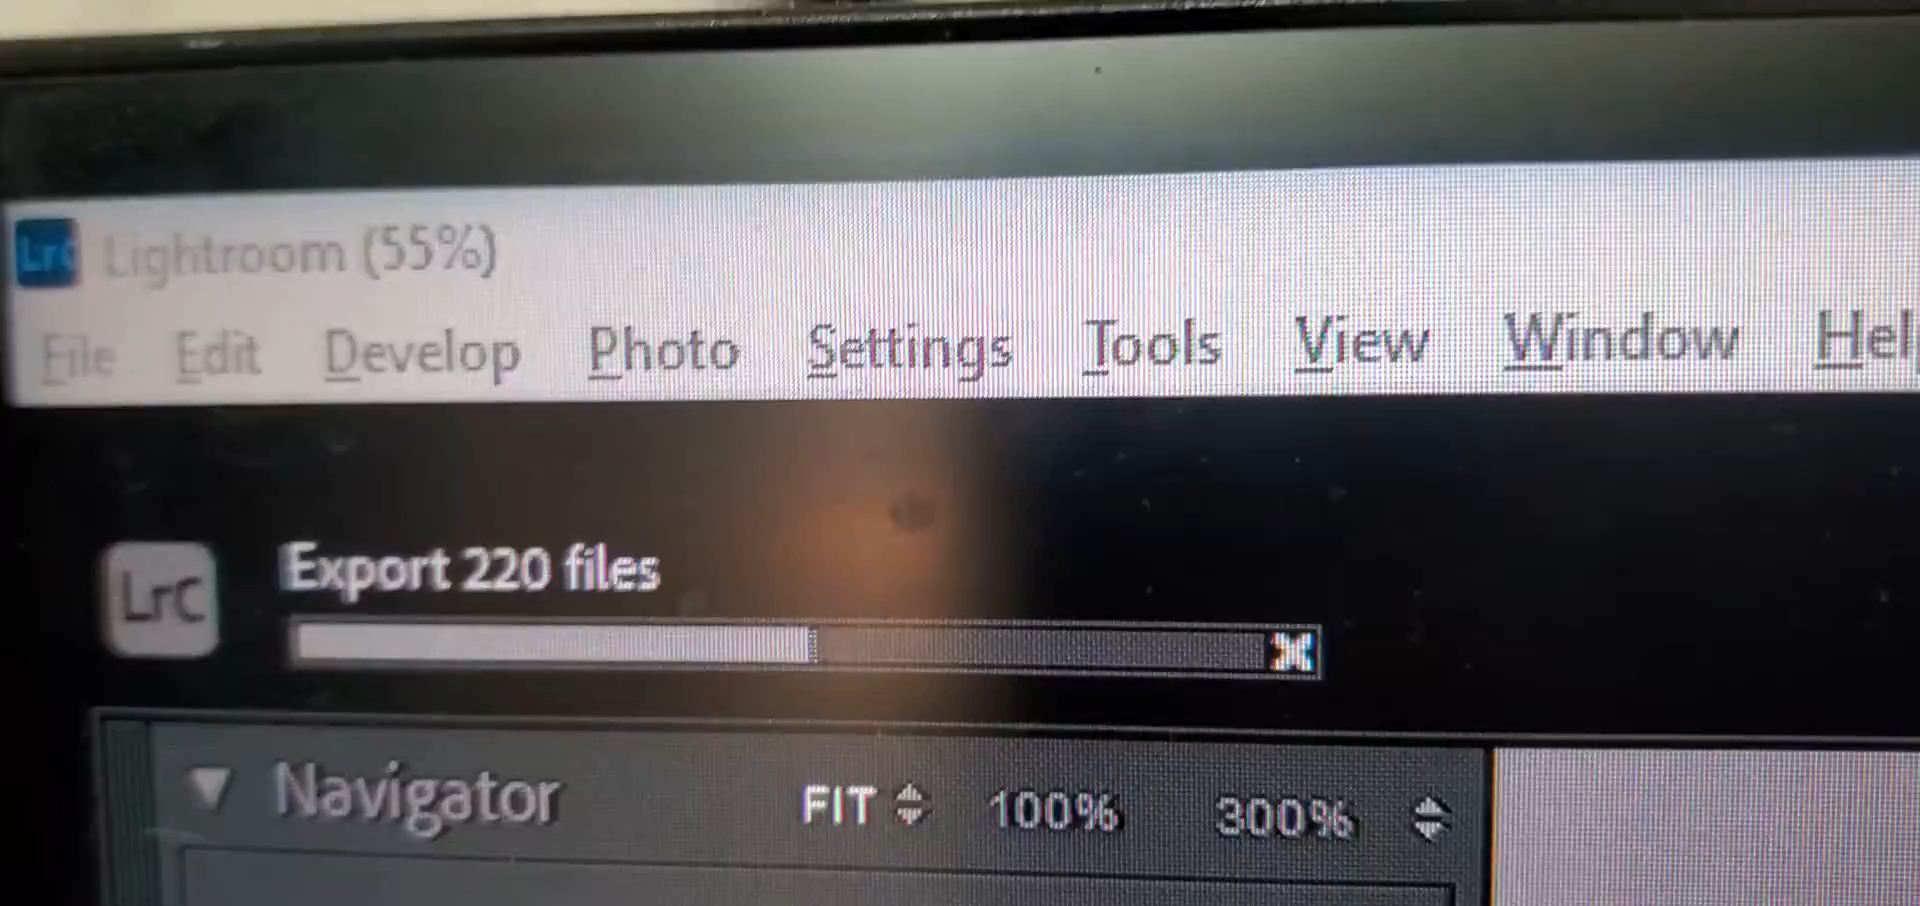 Lrc Lightroom (55%)
File Edit Develop Photo Settings Tools View Window Hel
Export 220 files
LrC
Navigator FIT 100% 300%